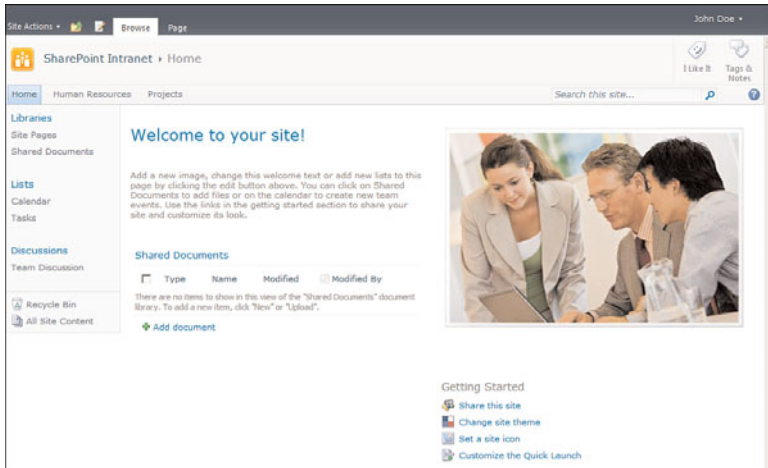 John Doe
Site Actions
Browse
Page
SharePoint Intranet ▸ Home
I Like It
Tags &
Notes
Home
Human Resources
Projects
Search this site...
Libraries
Site Pages
Shared Documents
Lists
Calendar
Tasks
Discussions
Team Discussion
Recycle Bin
All Site Content
Welcome to your site!
Add a new image, change this welcome text or add new lists to this
page by clicking the edit button above. You can click on Shared
Documents to add files or on the calendar to create new team
events. Use the links in the getting started section to share your
site and customize its look.
Shared Documents
Type Name Modified Modified By
There are no items to show in this view of the "Shared Documents" document
library. To add a new item, click "New" or "Upload".
Add document
Getting Started
Share this site
Change site theme
Set a site icon
Customize the Quick Launch